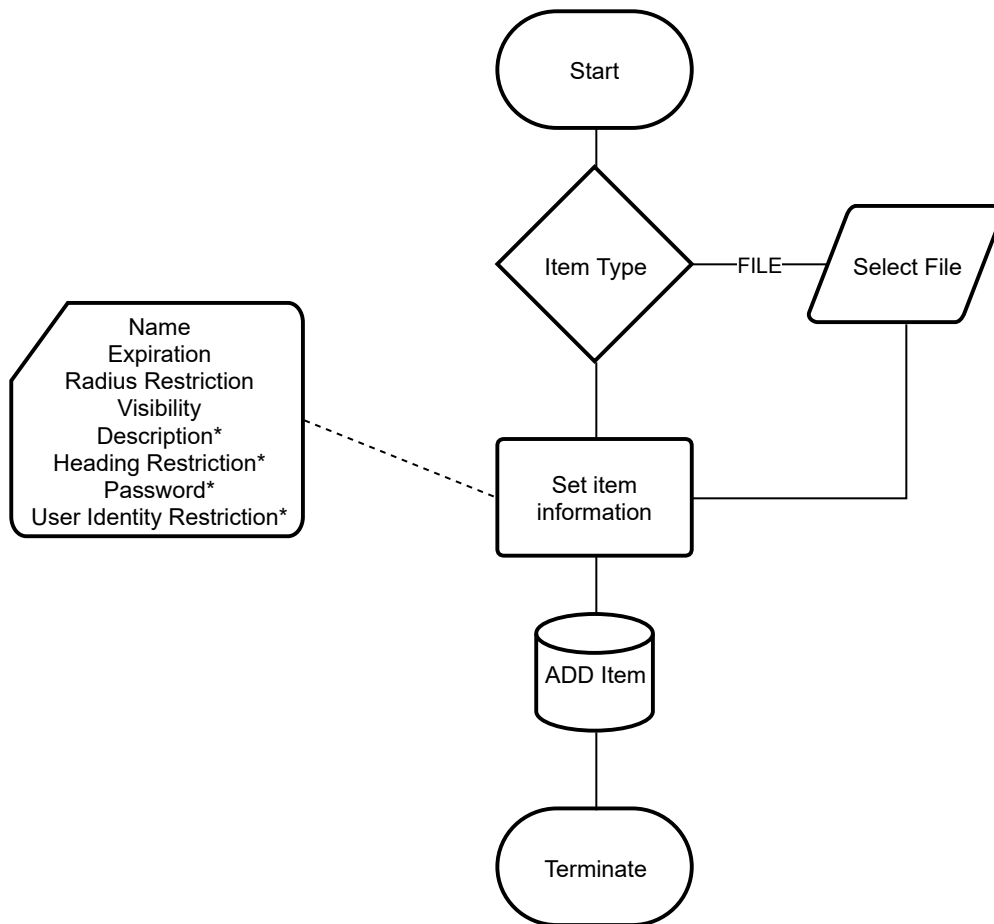 Start
Item Type
FILE
Select File
Name
Expiration
Radius Restriction
Visibility
Description*
Heading Restriction*
Password*
User Identity Restriction*
Set item
information
ADD Item
Terminate